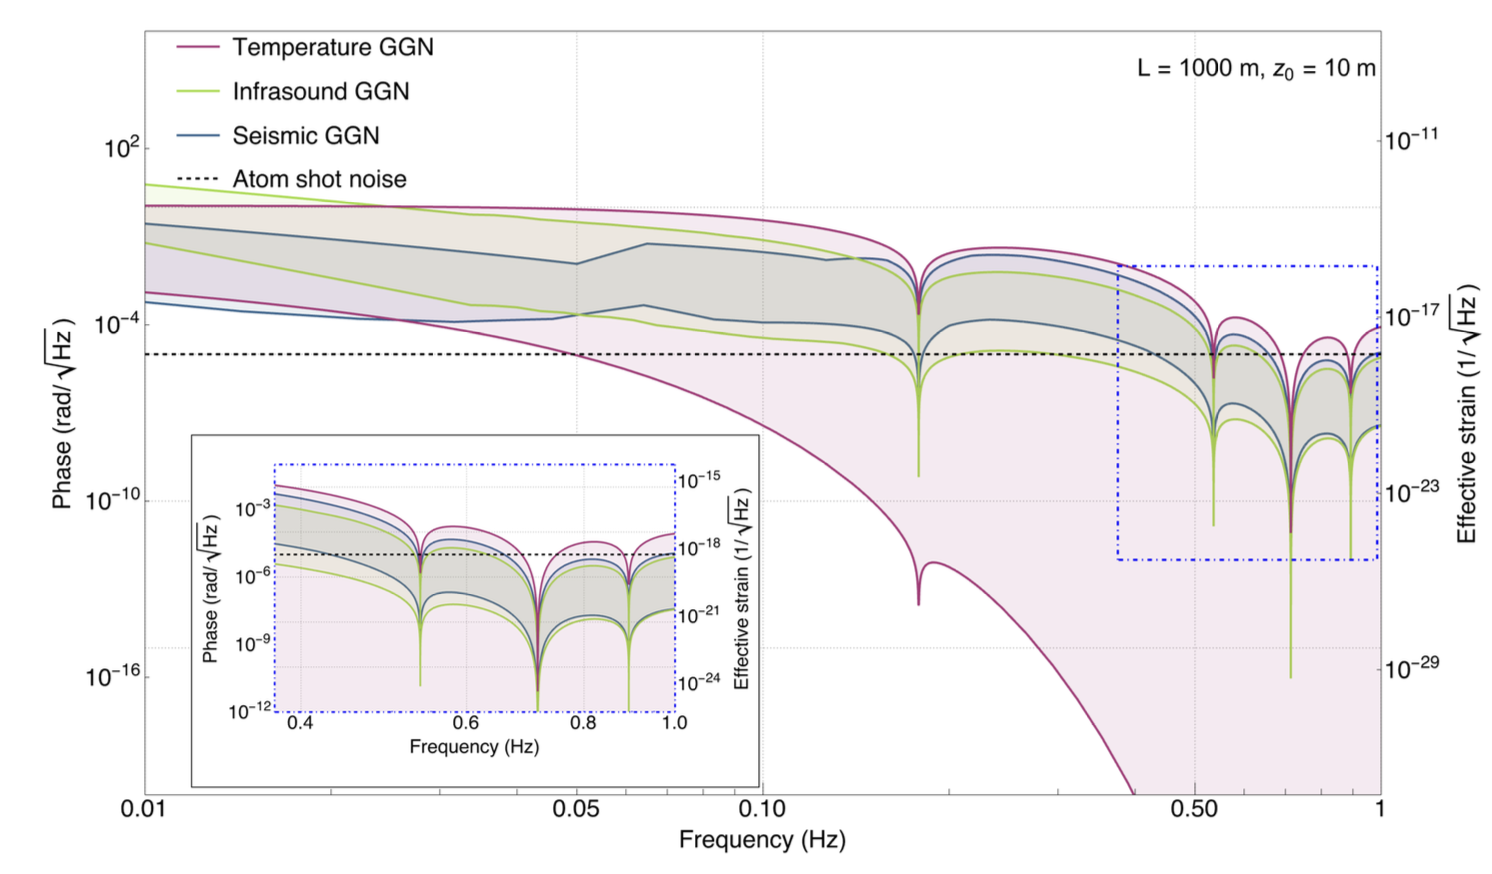 Temperature GGN
Infrasound GGN
Seismic GGN
Atom shot noise
L = 1000 m, z₀ = 10 m
10²
10⁻⁴
10⁻¹⁰
10⁻¹⁶
Phase (rad/√Hz)
10⁻¹¹
10⁻¹⁷
10⁻²³
10⁻²⁹
Effective strain (1/√Hz)
10⁻³
10⁻⁶
10⁻⁹
10⁻¹²
Phase (rad/√Hz)
10⁻¹⁵
10⁻¹⁸
10⁻²¹
10⁻²⁴
Effective strain (1/√Hz)
0.4 0.6 0.8 1.0
Frequency (Hz)
0.01 0.05 0.10 0.50 1
Frequency (Hz)